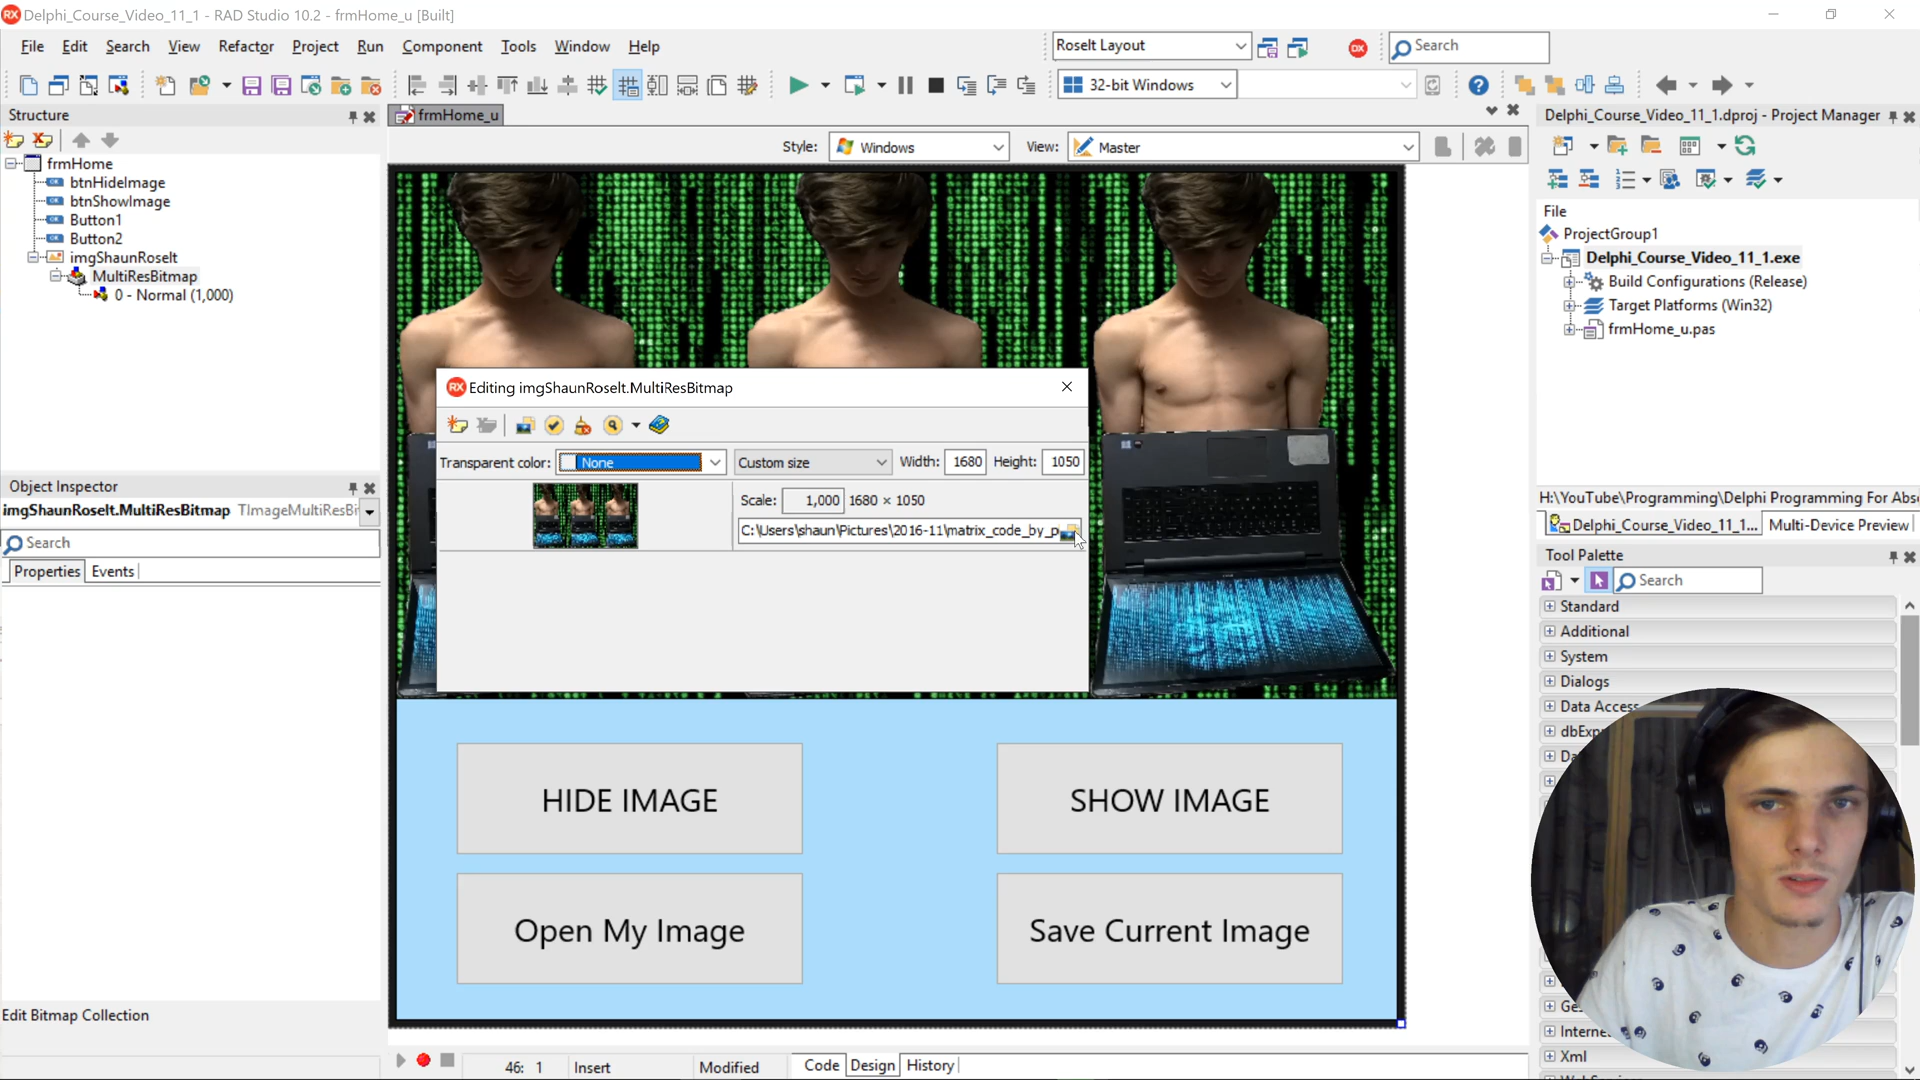 Delphi_Course_Video_11_1 - RAD Studio 10.2 - frmHome_u [Built]
File Edit Search View Refactor Project Run Component Tools Window Help
Roselt Layout
Search
32-bit Windows
Structure
frmHome
btnHideImage
btnShowImage
Button1
Button2
imgShaunRoselt
MultiResBitmap
0 - Normal (1,000)
Object Inspector
imgShaunRoselt.MultiResBitmap TImageMultiResBi
Search
Properties Events
Edit Bitmap Collection
frmHome_u
Style: Windows View: Master
Editing imgShaunRoselt.MultiResBitmap
Transparent color: None Custom size Width: 1680 Height: 1050
Scale: 1,000 1680 × 1050
C:\Users\shaun\Pictures\2016-11\matrix_code_by_p
HIDE IMAGE
SHOW IMAGE
Open My Image
Save Current Image
46: 1 Insert Modified Code Design History
Delphi_Course_Video_11_1.dproj - Project Manager
File
ProjectGroup1
Delphi_Course_Video_11_1.exe
Build Configurations (Release)
Target Platforms (Win32)
frmHome_u.pas
H:\YouTube\Programming\Delphi Programming For Abs
Delphi_Course_Video_11_1... Multi-Device Preview
Tool Palette
Search
Standard
Additional
System
Dialogs
Data Access
dbExp
Da
Ge
Interne
Xml